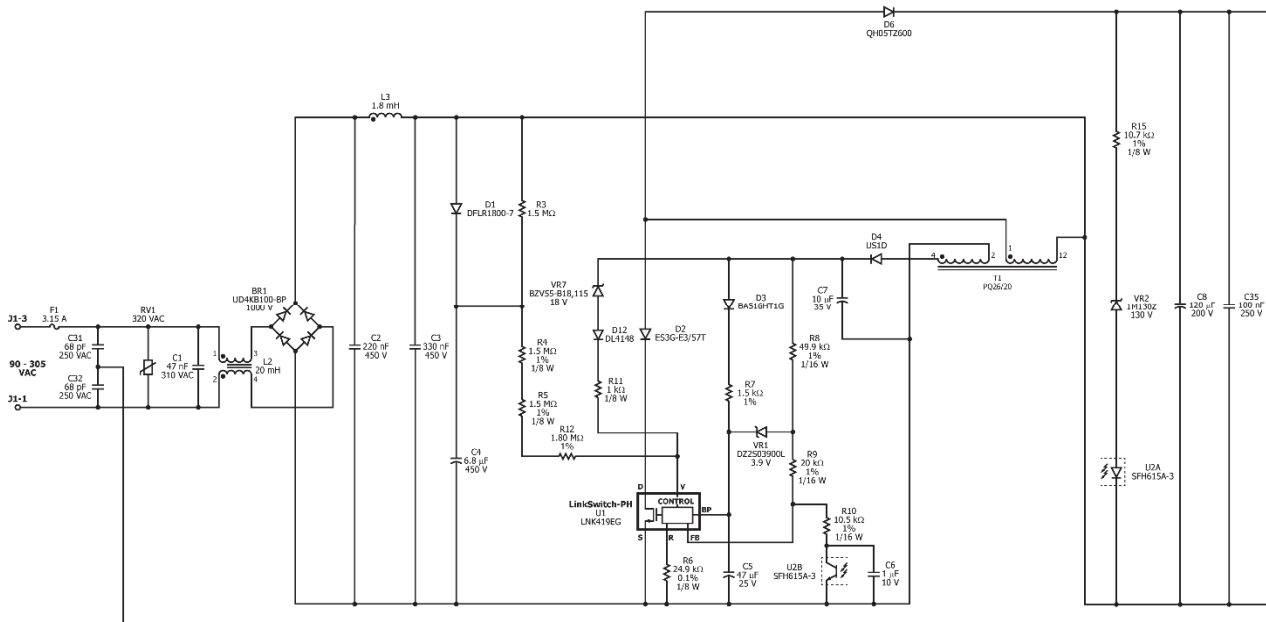 D6
QH05TZ600
L3
1.8 mH
R15
10.7 kΩ
1%
1/8 W
D1
DFLR1800-7
R3
1.5 MΩ
D4
US1D
4
2
1
12
T1
PQ26/20
VR7
BZV55-B18,115
18 V
D3
BAS16HT1G
C7
10 µF
35 V
BR1
UD4KB100-BP
1000 V
F1
3.15 A
RV1
320 VAC
J1-3
C31
68 pF
250 VAC
90 - 305
VAC
C32
68 pF
250 VAC
J1-1
C1
47 nF
310 VAC
1
3
L2
20 mH
2
4
C2
220 nF
450 V
C3
330 nF
450 V
R4
1.5 MΩ
1%
1/8 W
R5
1.5 MΩ
1%
1/8 W
D12
DL4148
D2
ES3G-E3/57T
R8
49.9 kΩ
1%
1/16 W
VR2
1M130Z
130 V
C8
120 µF
200 V
C35
100 nF
250 V
R11
1 kΩ
1/8 W
R7
1.5 kΩ
1%
R12
1.80 MΩ
1%
VR1
DZ2S03900L
3.9 V
C4
6.8 µF
450 V
R9
20 kΩ
1%
1/16 W
U2A
SFH615A-3
D
V
LinkSwitch-PH
U1
LNK419EG
CONTROL
BP
S
R
FB
R10
10.5 kΩ
1%
1/16 W
R6
24.9 kΩ
0.1%
1/8 W
C5
47 µF
25 V
U2B
SFH615A-3
C6
1 µF
10 V